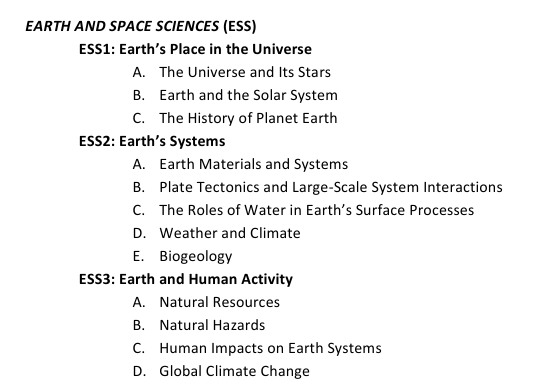 EARTH AND SPACE SCIENCES (ESS)
ESS1: Earth’s Place in the Universe
A. The Universe and Its Stars
B. Earth and the Solar System
C. The History of Planet Earth
ESS2: Earth’s Systems
A. Earth Materials and Systems
B. Plate Tectonics and Large-Scale System Interactions
C. The Roles of Water in Earth’s Surface Processes
D. Weather and Climate
E. Biogeology
ESS3: Earth and Human Activity
A. Natural Resources
B. Natural Hazards
C. Human Impacts on Earth Systems
D. Global Climate Change